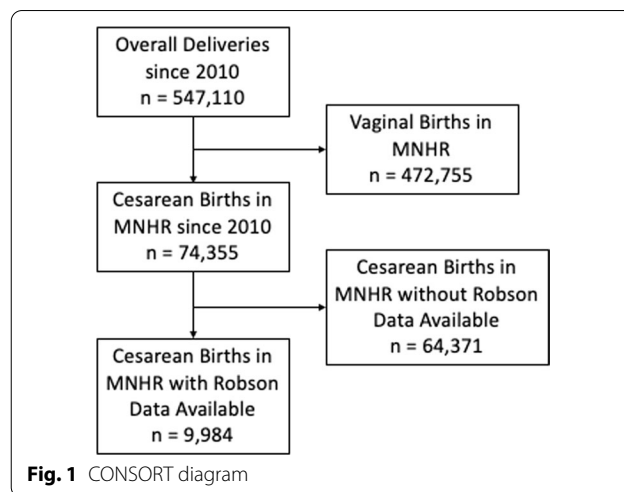 Overall Deliveries
since 2010
n = 547,110
Vaginal Births in
MNHR
n = 472,755
Cesarean Births in
MNHR since 2010
n = 74,355
Cesarean Births in
MNHR without Robson
Data Available
n = 64,371
Cesarean Births in
MNHR with Robson
Data Available
n = 9,984
Fig. 1 CONSORT diagram